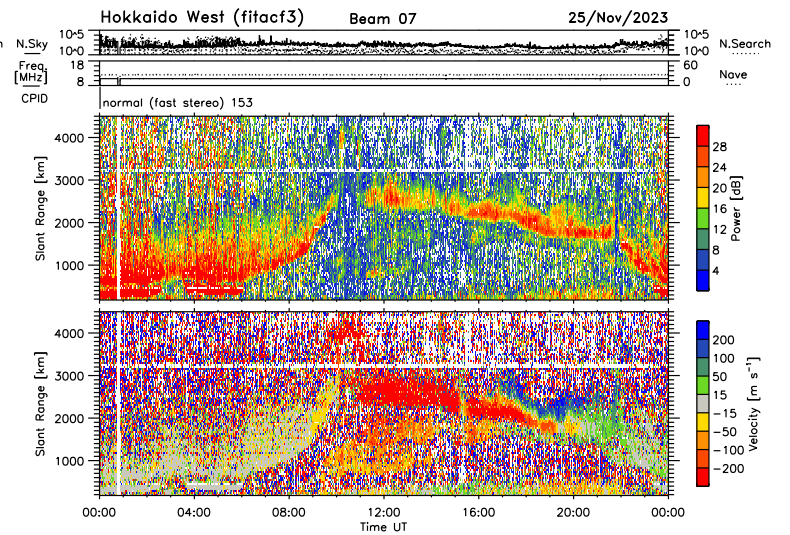 Hokkaido West (fitacf3) Beam 07 25/Nov/2023
n N.Sky 10^5 10^0 10^5 10^0 N.Search
Freq. [MHz] 18 8 60 0 Nave
CPID normal (fast stereo) 153
Slant Range [km] 4000 3000 2000 1000
28 24 20 16 12 8 4 Power [dB]
Slant Range [km] 4000 3000 2000 1000
200 100 50 15 -15 -50 -100 -200 Velocity [m s⁻¹]
00:00 04:00 08:00 12:00 16:00 20:00 00:00
Time UT